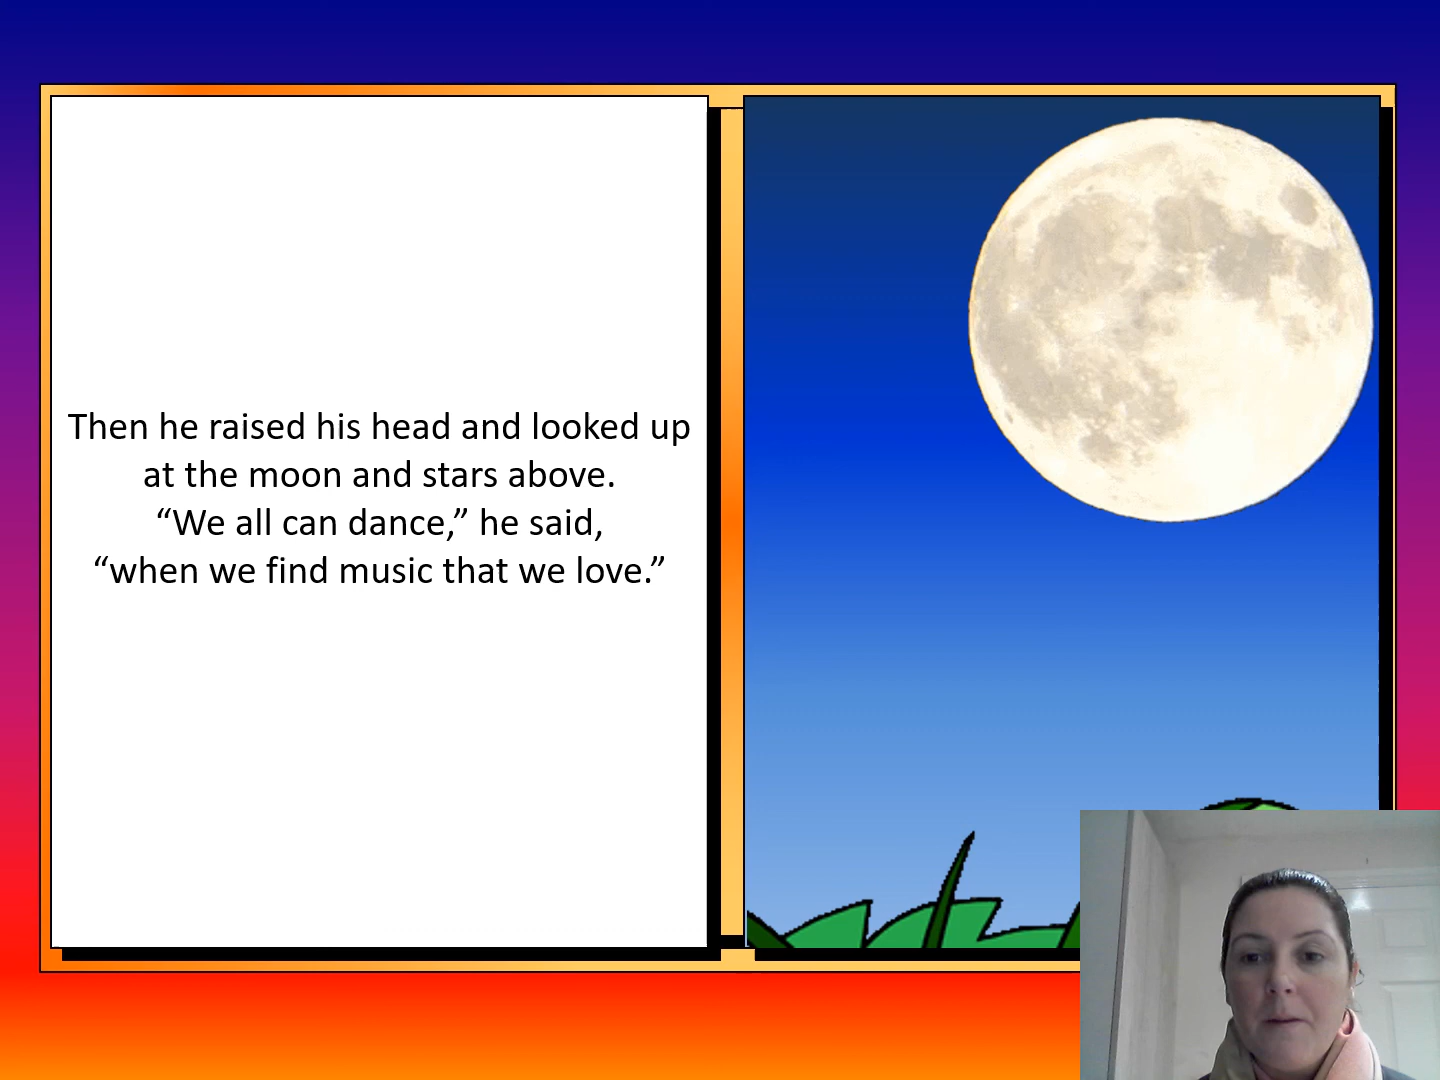 Then he raised his head and looked up
at the moon and stars above.
“We all can dance,” he said,
“when we find music that we love.”